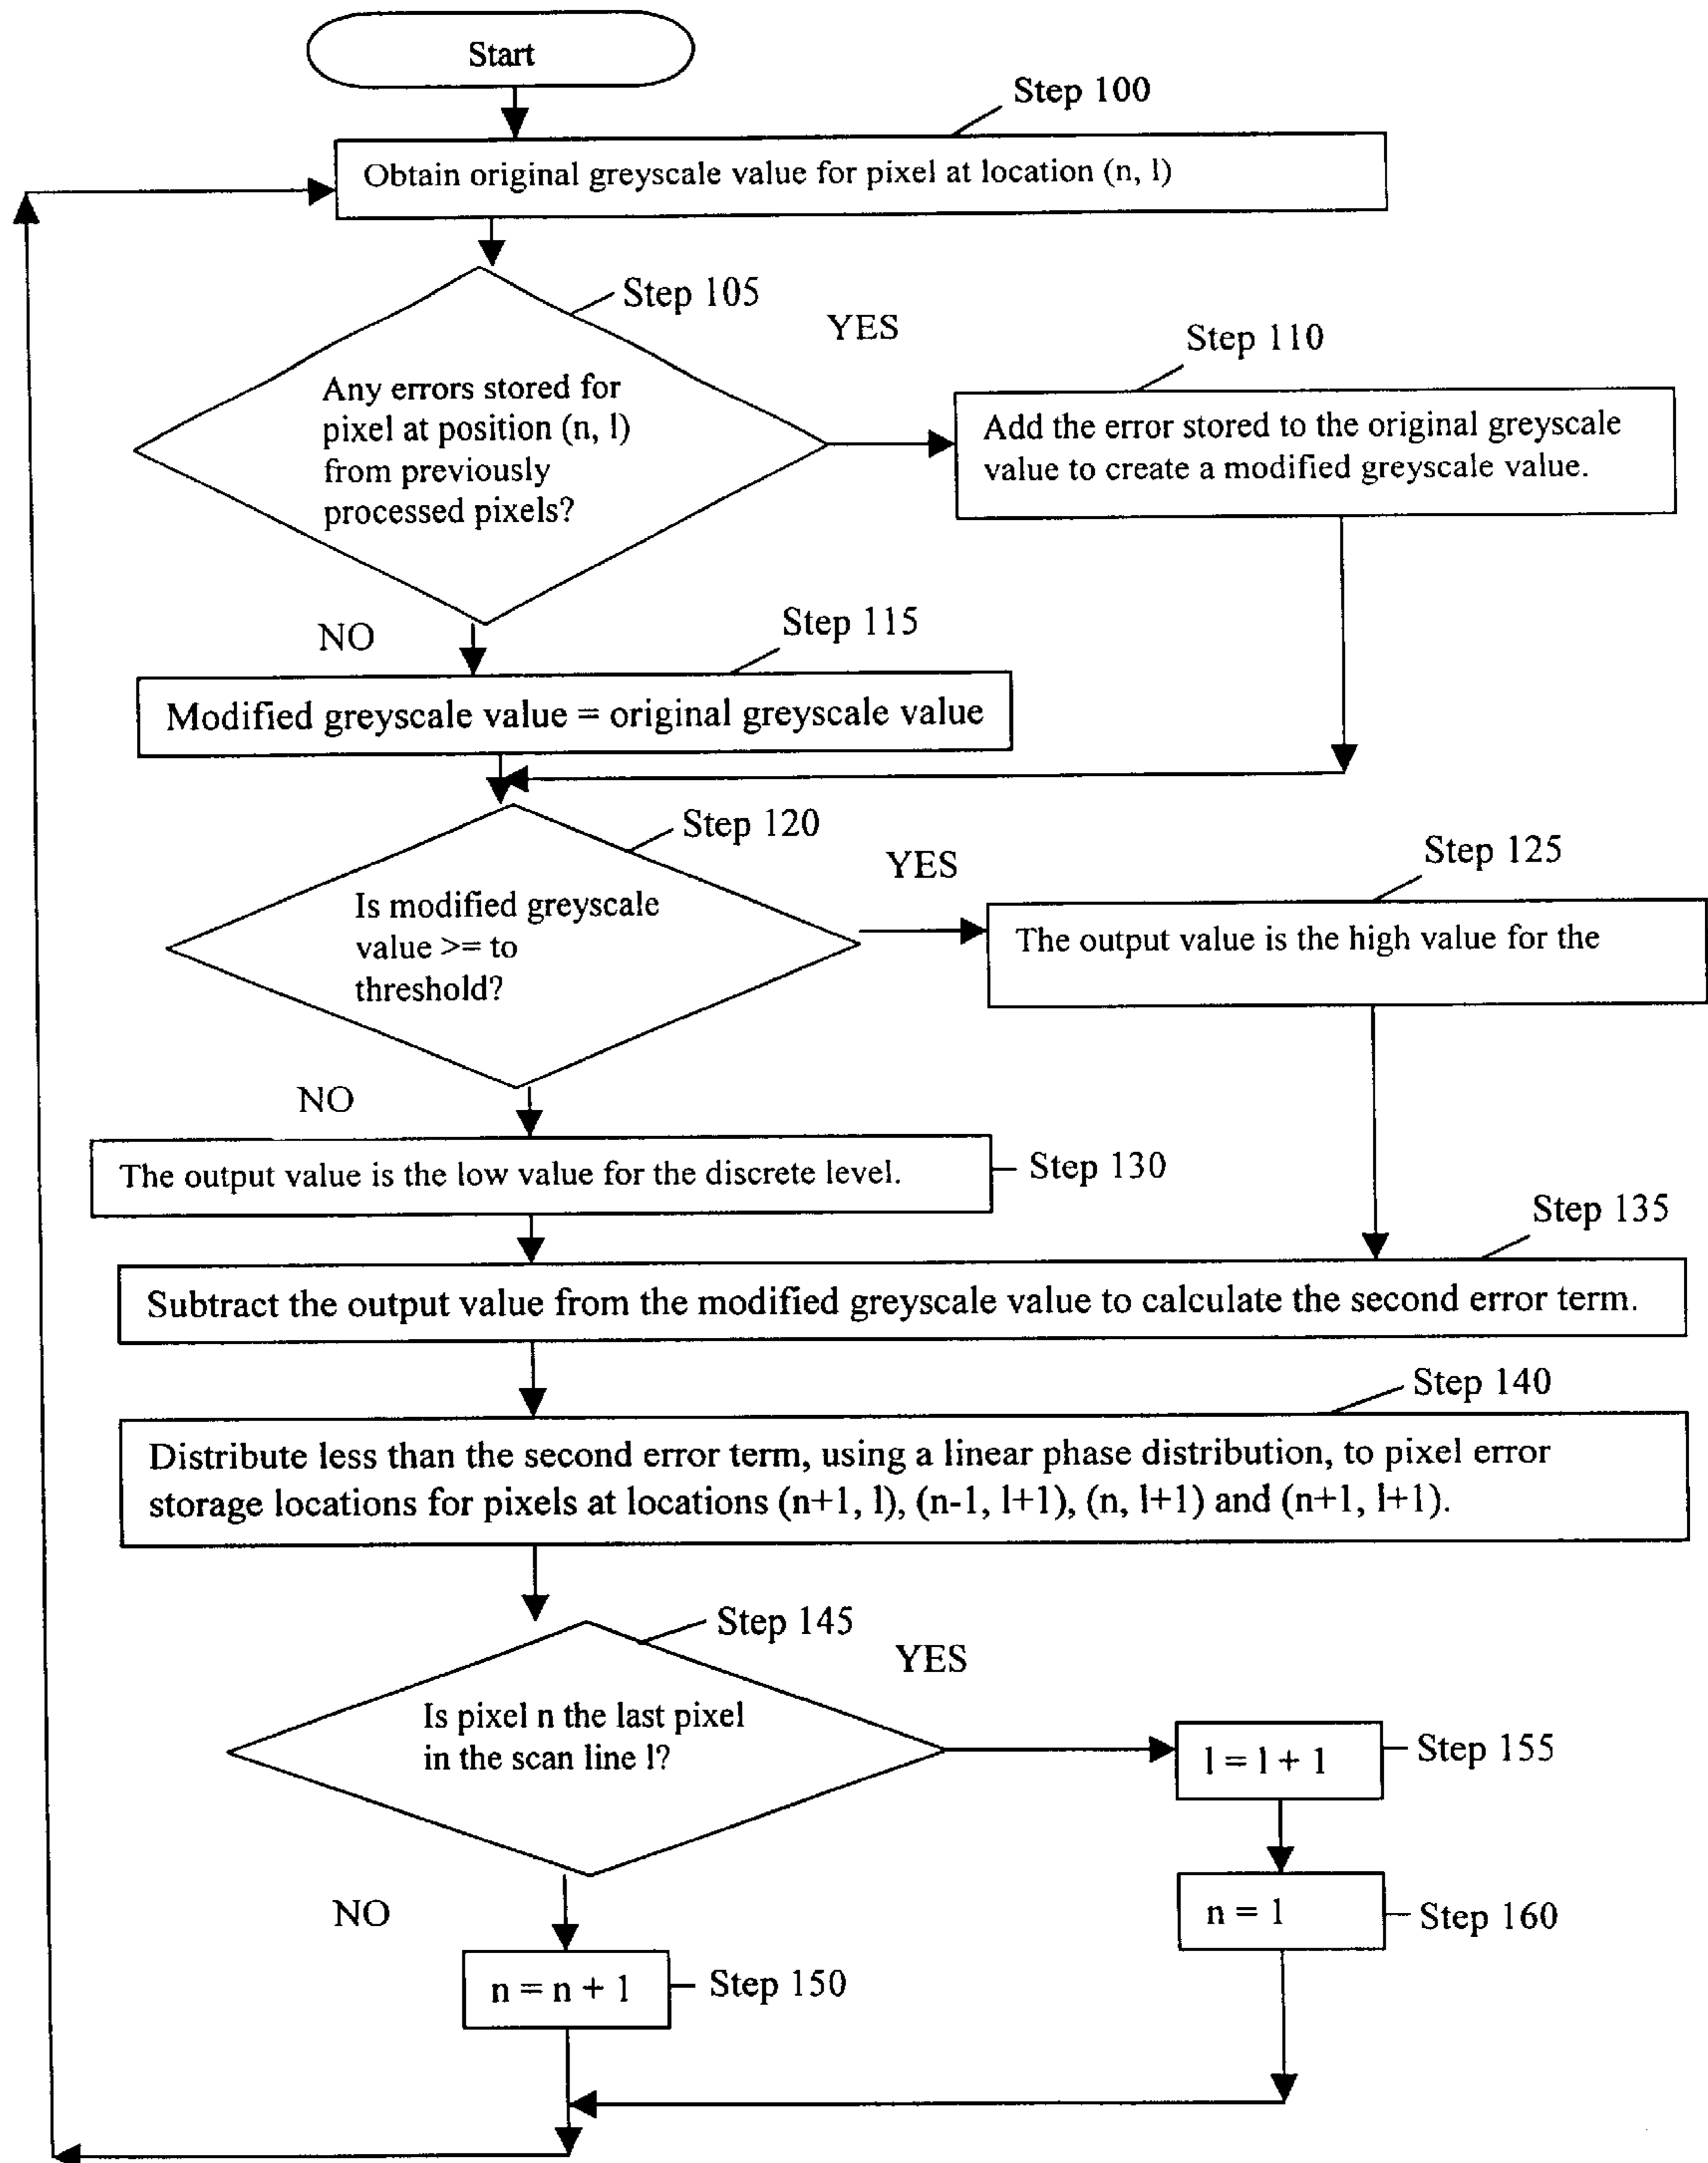 Start
Step 100
Obtain original greyscale value for pixel at location (n, l)
Step 105
YES
Any errors stored for
pixel at position (n, l)
from previously
processed pixels?
Step 110
Add the error stored to the original greyscale
value to create a modified greyscale value.
NO
Step 115
Modified greyscale value = original greyscale value
Step 120
YES
Is modified greyscale
value >= to
threshold?
Step 125
The output value is the high value for the
NO
The output value is the low value for the discrete level.
Step 130
Step 135
Subtract the output value from the modified greyscale value to calculate the second error term.
Step 140
Distribute less than the second error term, using a linear phase distribution, to pixel error
storage locations for pixels at locations (n+1, l), (n-1, l+1), (n, l+1) and (n+1, l+1).
Step 145
YES
Is pixel n the last pixel
in the scan line l?
l = l + 1
Step 155
NO
n = 1
Step 160
n = n + 1
Step 150